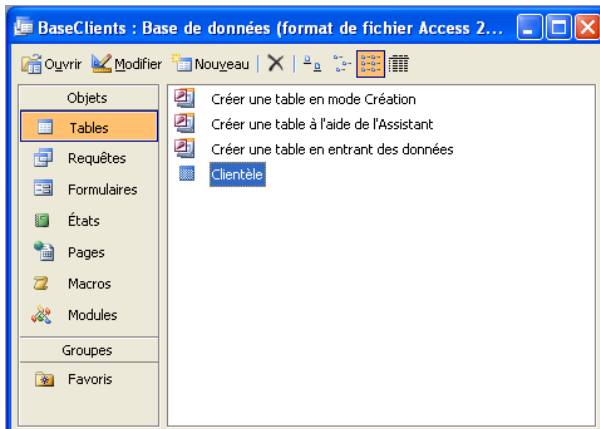 BaseClients : Base de données (format de fichier Access 2...
Ouvrir Modifier Nouveau
Objets
Tables
Requêtes
Formulaires
États
Pages
Macros
Modules
Groupes
Favoris
Créer une table en mode Création
Créer une table à l'aide de l'Assistant
Créer une table en entrant des données
Clientèle